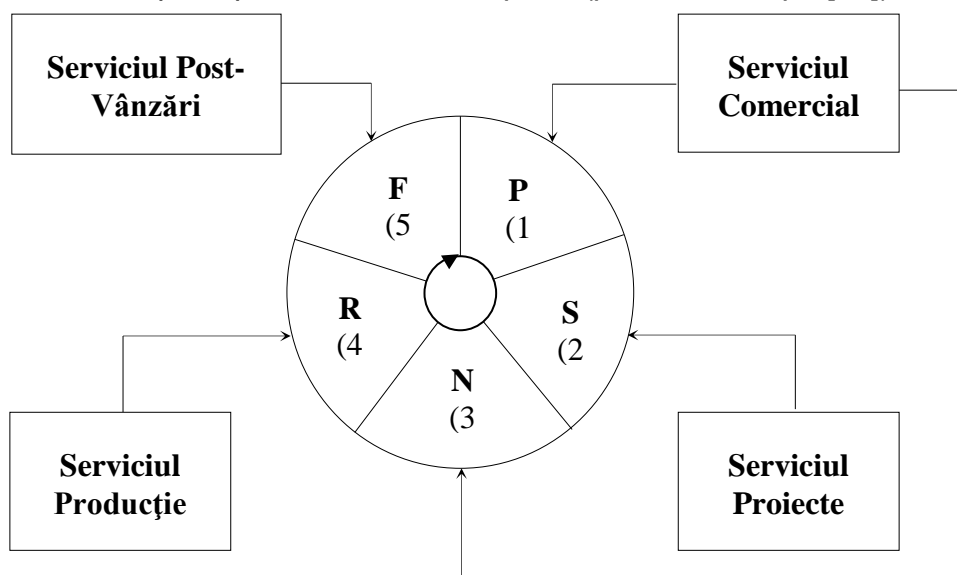 Serviciul Post-
Vânzări
Serviciul
Comercial
F
(5
P
(1
R
(4
S
(2
N
(3
Serviciul
Producţie
Serviciul
Proiecte